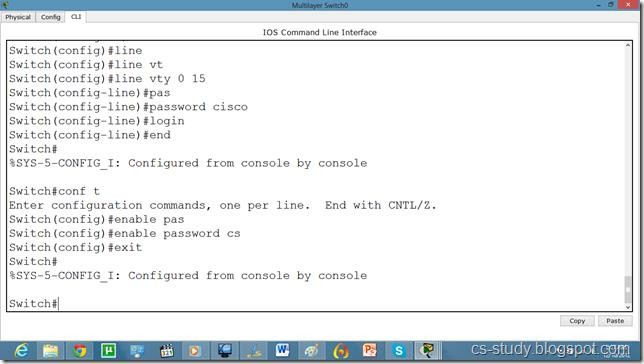 Multilayer Switch0
Physical Config CLI
IOS Command Line Interface
Switch(config)#line
Switch(config)#line vt
Switch(config)#line vty 0 15
Switch(config-line)#pas
Switch(config-line)#password cisco
Switch(config-line)#login
Switch(config-line)#end
Switch#
%SYS-5-CONFIG_I: Configured from console by console
Switch#conf t
Enter configuration commands, one per line.  End with CNTL/Z.
Switch(config)#enable pas
Switch(config)#enable password cs
Switch(config)#exit
Switch#
%SYS-5-CONFIG_I: Configured from console by console
Switch#
Copy Paste
cs-study.blogspot.com